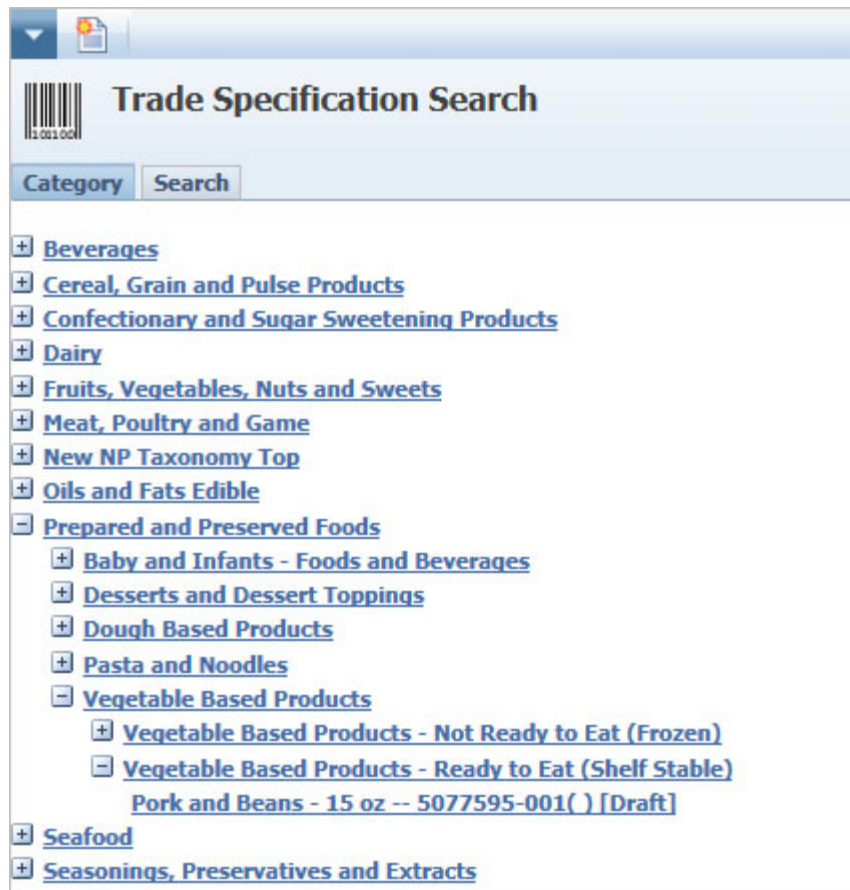 Trade Specification Search
101100
Category Search
Beverages
Cereal, Grain and Pulse Products
Confectionary and Sugar Sweetening Products
Dairy
Fruits, Vegetables, Nuts and Sweets
Meat, Poultry and Game
New NP Taxonomy Top
Oils and Fats Edible
Prepared and Preserved Foods
Baby and Infants - Foods and Beverages
Desserts and Dessert Toppings
Dough Based Products
Pasta and Noodles
Vegetable Based Products
Vegetable Based Products - Not Ready to Eat (Frozen)
Vegetable Based Products - Ready to Eat (Shelf Stable)
Pork and Beans - 15 oz -- 5077595-001( ) [Draft]
Seafood
Seasonings, Preservatives and Extracts